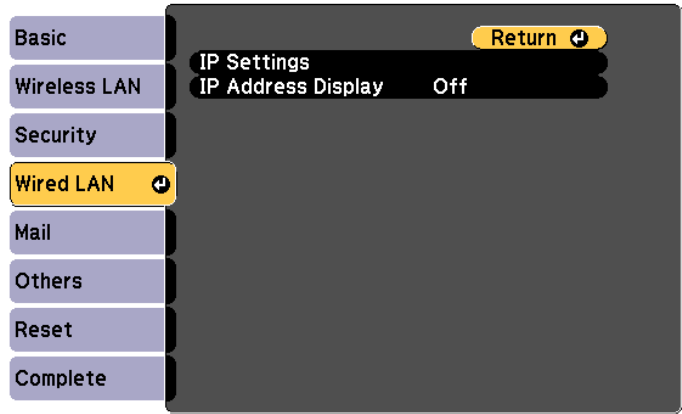 Basic
Wireless LAN
Security
Wired LAN
Mail
Others
Reset
Complete
Return
IP Settings
IP Address Display Off